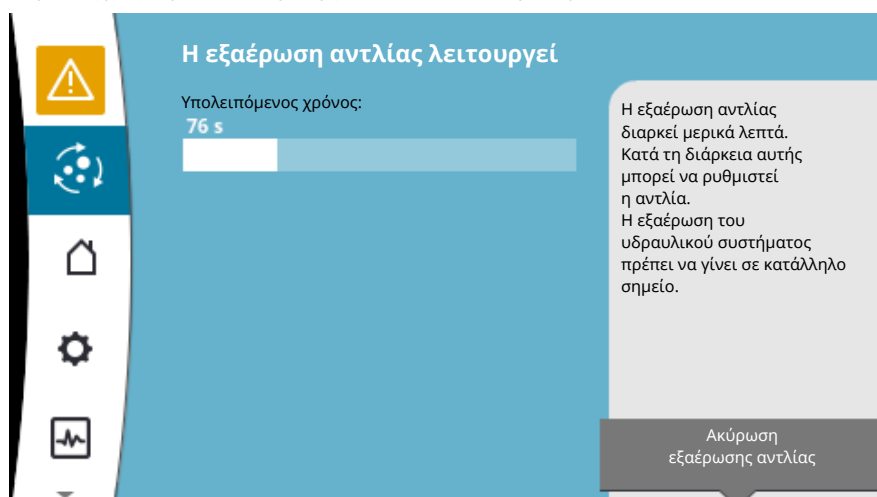 Η εξαέρωση αντλίας λειτουργεί
Υπολειπόμενος χρόνος:
76 s
Η εξαέρωση αντλίας
διαρκεί μερικά λεπτά.
Κατά τη διάρκεια αυτής
μπορεί να ρυθμιστεί
η αντλία.
Η εξαέρωση του
υδραυλικού συστήματος
πρέπει να γίνει σε κατάλληλο
σημείο.
Ακύρωση
εξαέρωσης αντλίας